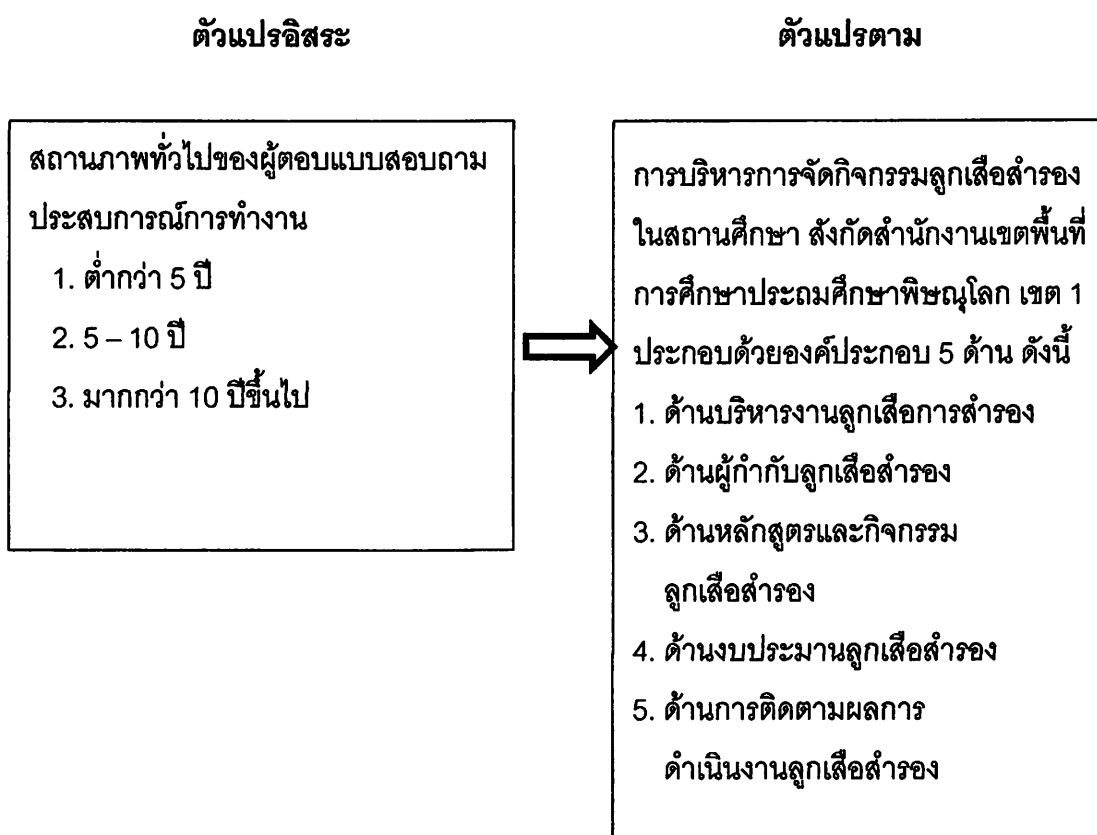 ตัวแปรอิสระ
ตัวแปรตาม
สถานภาพทั่วไปของผู้ตอบแบบสอบถาม
ประสบการณ์การทำงาน
1. ต่ำกว่า 5 ปี
2. 5 – 10 ปี
3. มากกว่า 10 ปีขึ้นไป
การบริหารการจัดกิจกรรมลูกเสือสำรอง
ในสถานศึกษา สังกัดสำนักงานเขตพื้นที่
การศึกษาประถมศึกษาพิษณุโลก เขต 1
ประกอบด้วยองค์ประกอบ 5 ด้าน ดังนี้
1. ด้านบริหารงานลูกเสือการสำรอง
2. ด้านผู้กำกับลูกเสือสำรอง
3. ด้านหลักสูตรและกิจกรรม
ลูกเสือสำรอง
4. ด้านงบประมานลูกเสือสำรอง
5. ด้านการติดตามผลการ
ดำเนินงานลูกเสือสำรอง